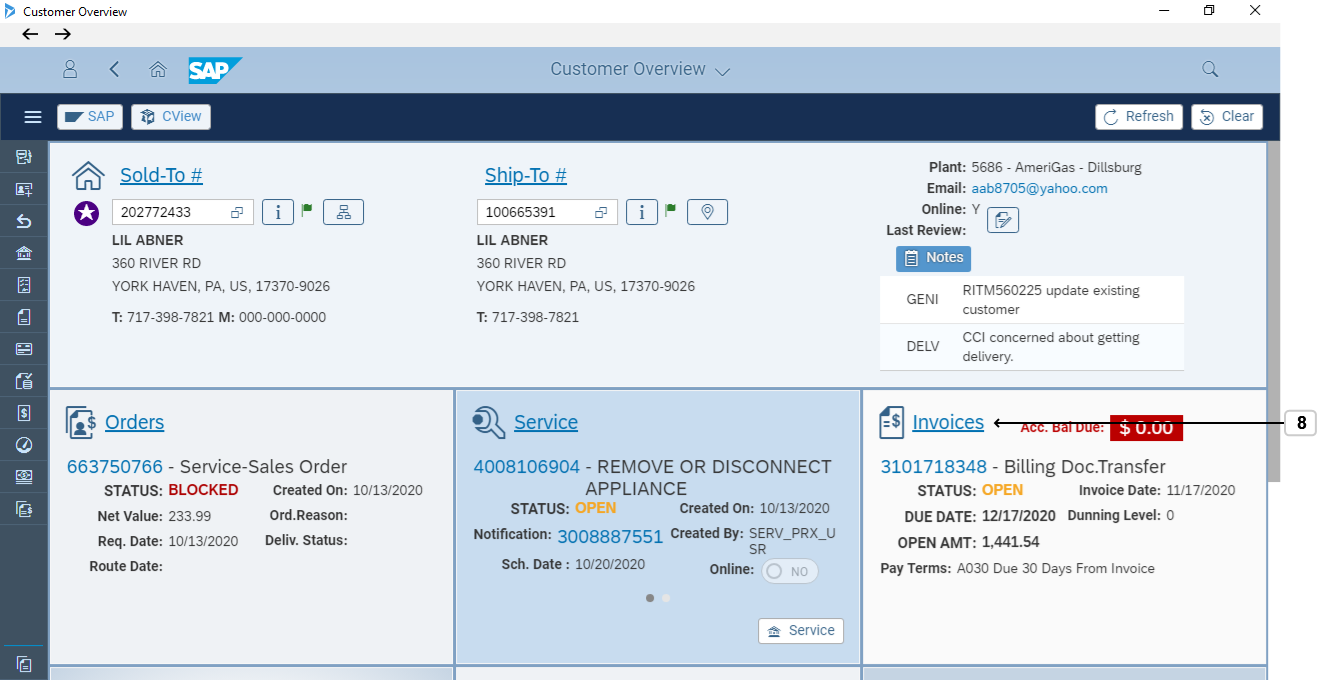 Customer Overview
SAP
Customer Overview
SAP
CView
Refresh
Clear
Sold-To #
202772433
i
LIL ABNER
360 RIVER RD
YORK HAVEN, PA, US, 17370-9026
T: 717-398-7821 M: 000-000-0000
Ship-To #
100665391
i
LIL ABNER
360 RIVER RD
YORK HAVEN, PA, US, 17370-9026
T: 717-398-7821
Plant: 5686 - AmeriGas - Dillsburg
Email: aab8705@yahoo.com
Online: Y
Last Review:
Notes
GENI RITM560225 update existing
customer
DELV CCI concerned about getting
delivery.
Orders
663750766 - Service-Sales Order
STATUS: BLOCKED Created On: 10/13/2020
Net Value: 233.99 Ord.Reason:
Req. Date: 10/13/2020 Deliv. Status:
Route Date:
Service
4008106904 - REMOVE OR DISCONNECT
APPLIANCE
STATUS: OPEN Created On: 10/13/2020
Notification: 3008887551 Created By: SERV_PRX_U
SR
Sch. Date : 10/20/2020 Online: NO
Service
Invoices Acc. Bal Due: $ 0.00
8
3101718348 - Billing Doc.Transfer
STATUS: OPEN Invoice Date: 11/17/2020
DUE DATE: 12/17/2020 Dunning Level: 0
OPEN AMT: 1,441.54
Pay Terms: A030 Due 30 Days From Invoice